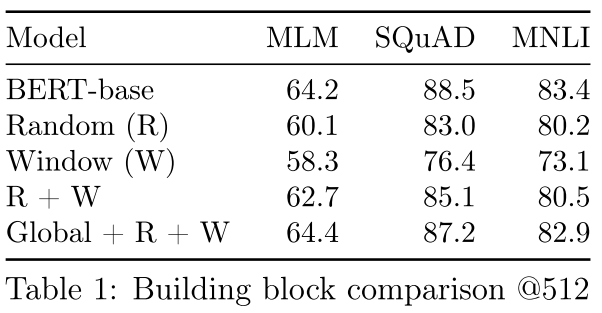 Model MLM SQuAD MNLI
BERT-base 64.2 88.5 83.4
Random (R) 60.1 83.0 80.2
Window (W) 58.3 76.4 73.1
R + W 62.7 85.1 80.5
Global + R + W 64.4 87.2 82.9
Table 1: Building block comparison @512